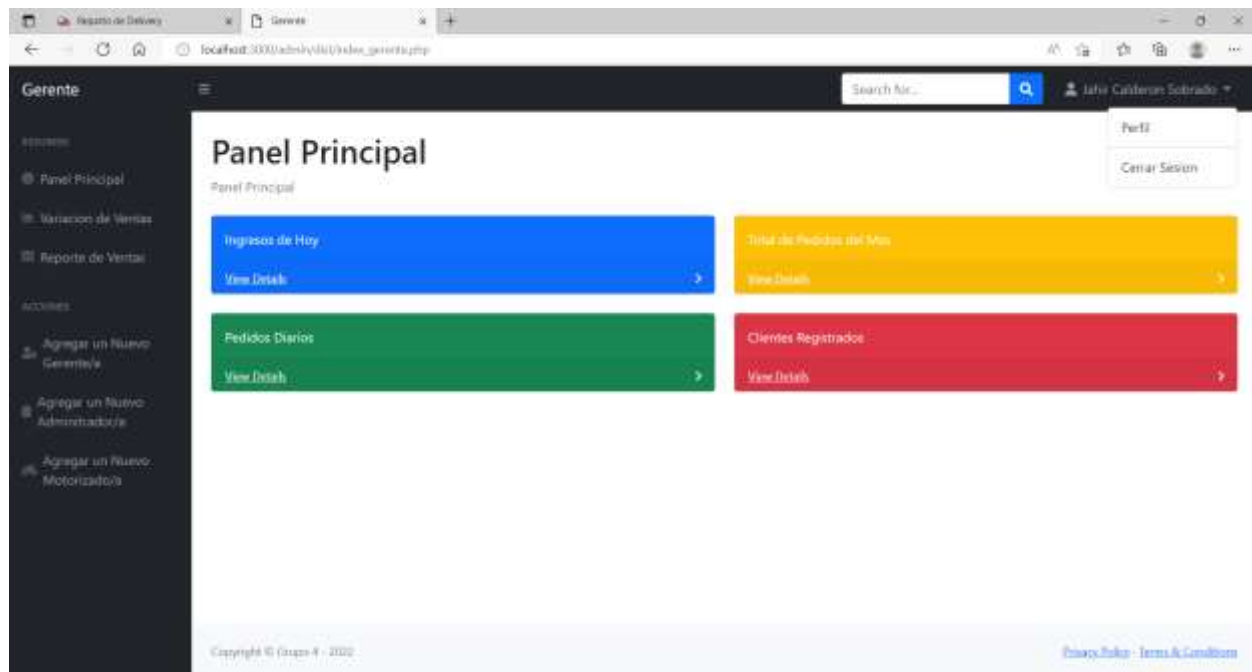 Registro de Delivery
Gerente
localhost:3000/admin/dist/index_gerente.php
Gerente
Search for...
Jahir Calderon Sobrado
Perfil
Cerrar Sesion
RESUMEN
Panel Principal
Variacion de Ventas
Reporte de Ventas
ACCIONES
Agregar un Nuevo
Gerente/a
Agregar un Nuevo
Administrador/a
Agregar un Nuevo
Motorizado/a
Panel Principal
Panel Principal
Ingresos de Hoy
View Details
Total de Pedidos del Mes
View Details
Pedidos Diarios
View Details
Clientes Registrados
View Details
Copyright © Grupo 4 - 2022
Privacy Policy · Terms & Conditions